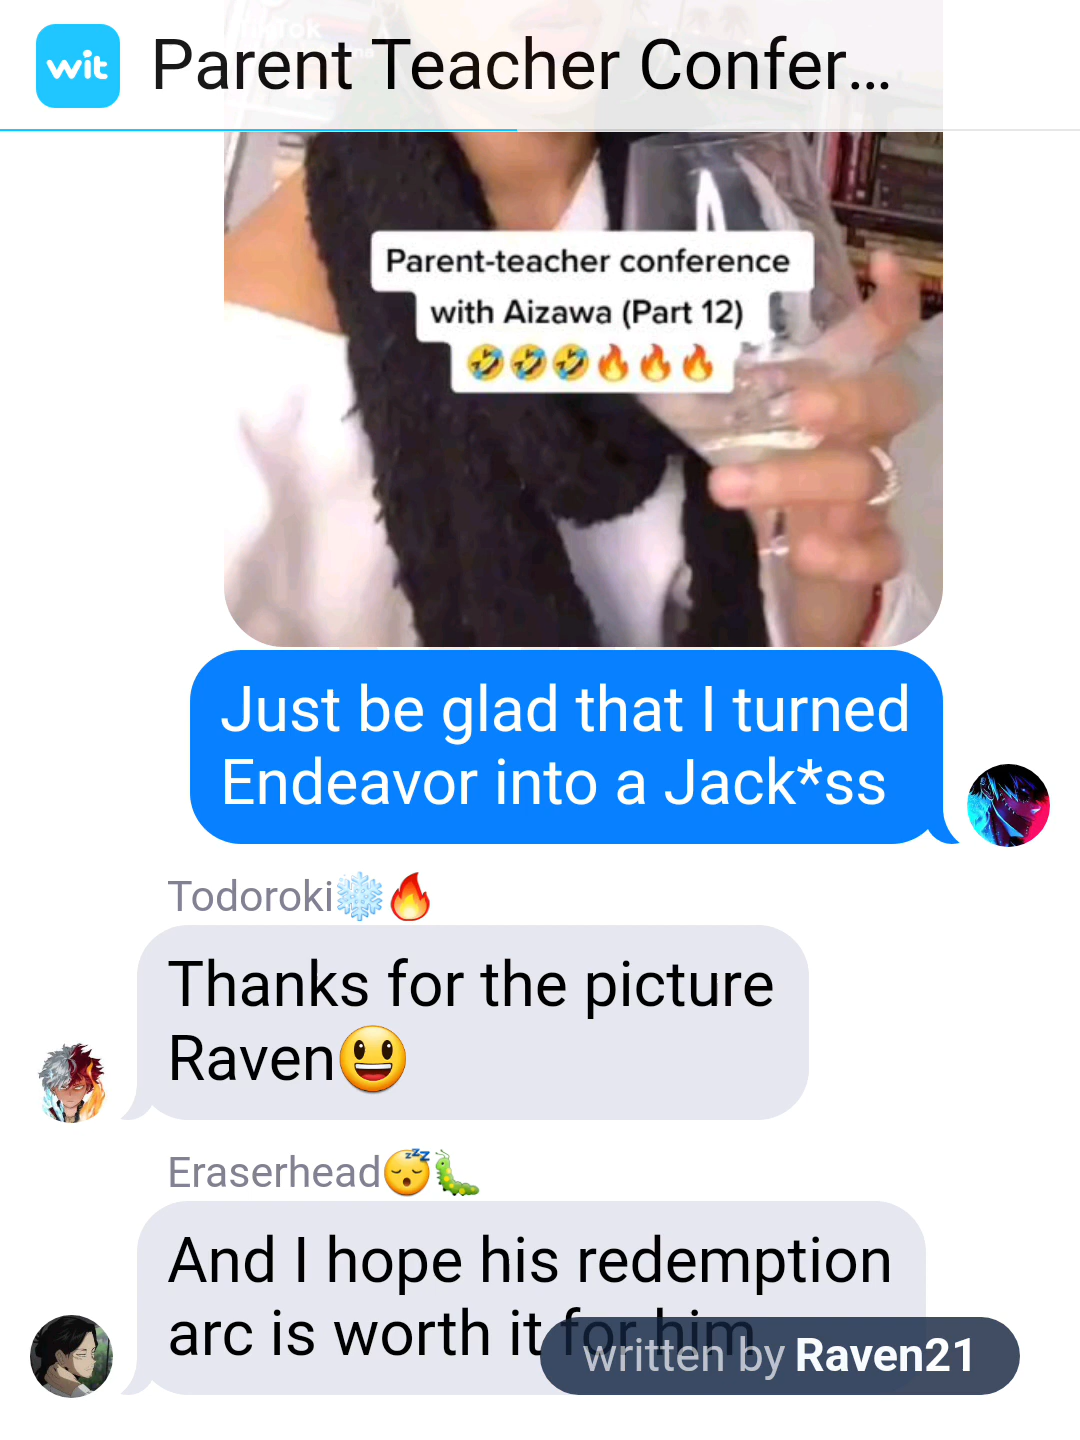 wit Parent Teacher Confer...
Tok
Parent-teacher conference
with Aizawa (Part 12)
🤣🤣🤣🔥🔥🔥
Just be glad that I turned
Endeavor into a Jack*ss
Todoroki❄️🔥
Thanks for the picture
Raven😃
Eraserhead😴🐛
And I hope his redemption
arc is worth it for him
written by Raven21